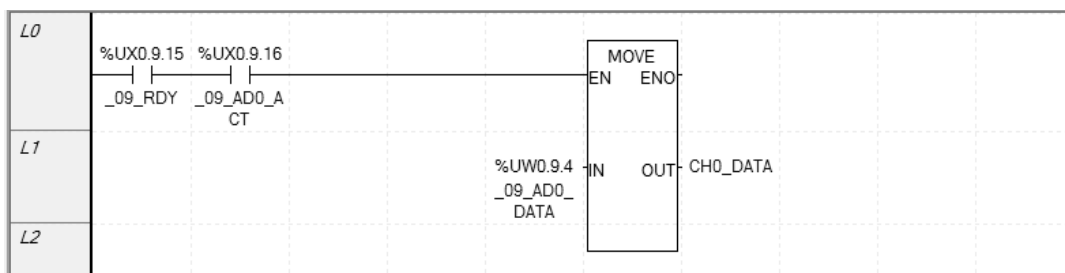 L0
%UX0.9.15 %UX0.9.16
_09_RDY _09_AD0_A
CT
MOVE
EN ENO
L1
%UW0.9.4 IN OUT CH0_DATA
_09_AD0_
DATA
L2